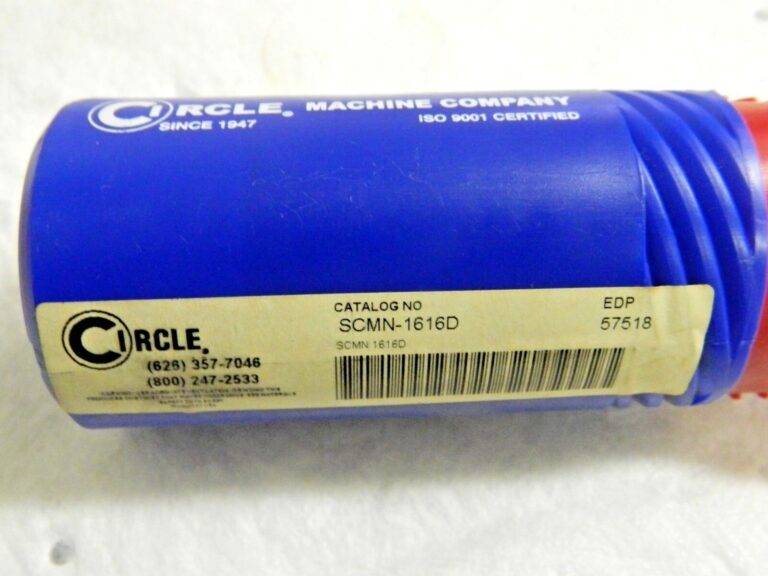 CIRCLE® MACHINE COMPANY
SINCE 1947 ISO 9001 CERTIFIED
CIRCLE®
(626) 357-7046
(800) 247-2533
CATALOG NO
SCMN-1616D
SCMN 1616D
EDP
57518